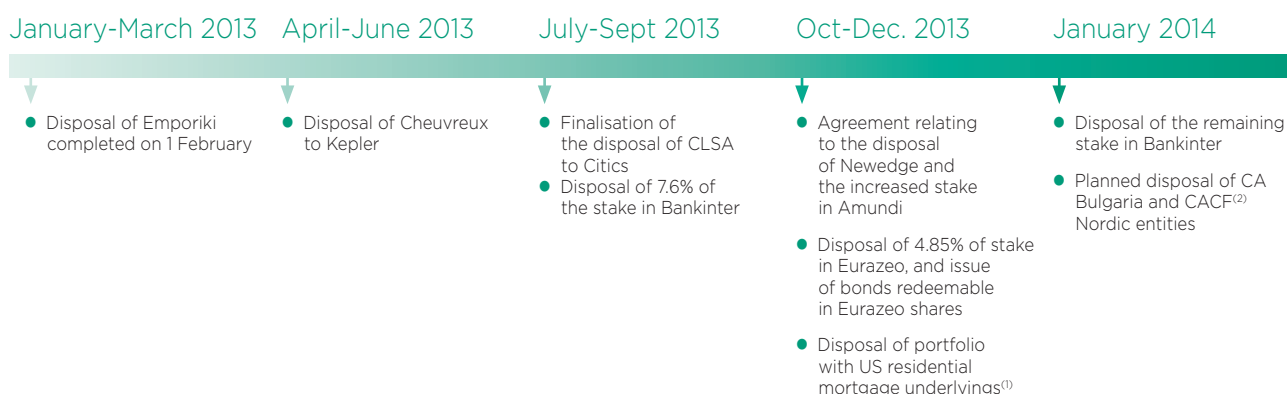 January-March 2013
Disposal of Emporiki
completed on 1 February
April-June 2013
Disposal of Cheuvreux
to Kepler
July-Sept 2013
Finalisation of
the disposal of CLSA
to Citics
Disposal of 7.6% of
the stake in Bankinter
Oct-Dec. 2013
Agreement relating
to the disposal
of Newedge and
the increased stake
in Amundi
Disposal of 4.85% of stake
in Eurazeo, and issue
of bonds redeemable
in Eurazeo shares
Disposal of portfolio
with US residential
mortgage underlyings(1)
January 2014
Disposal of the remaining
stake in Bankinter
Planned disposal of CA
Bulgaria and CACF(2)
Nordic entities